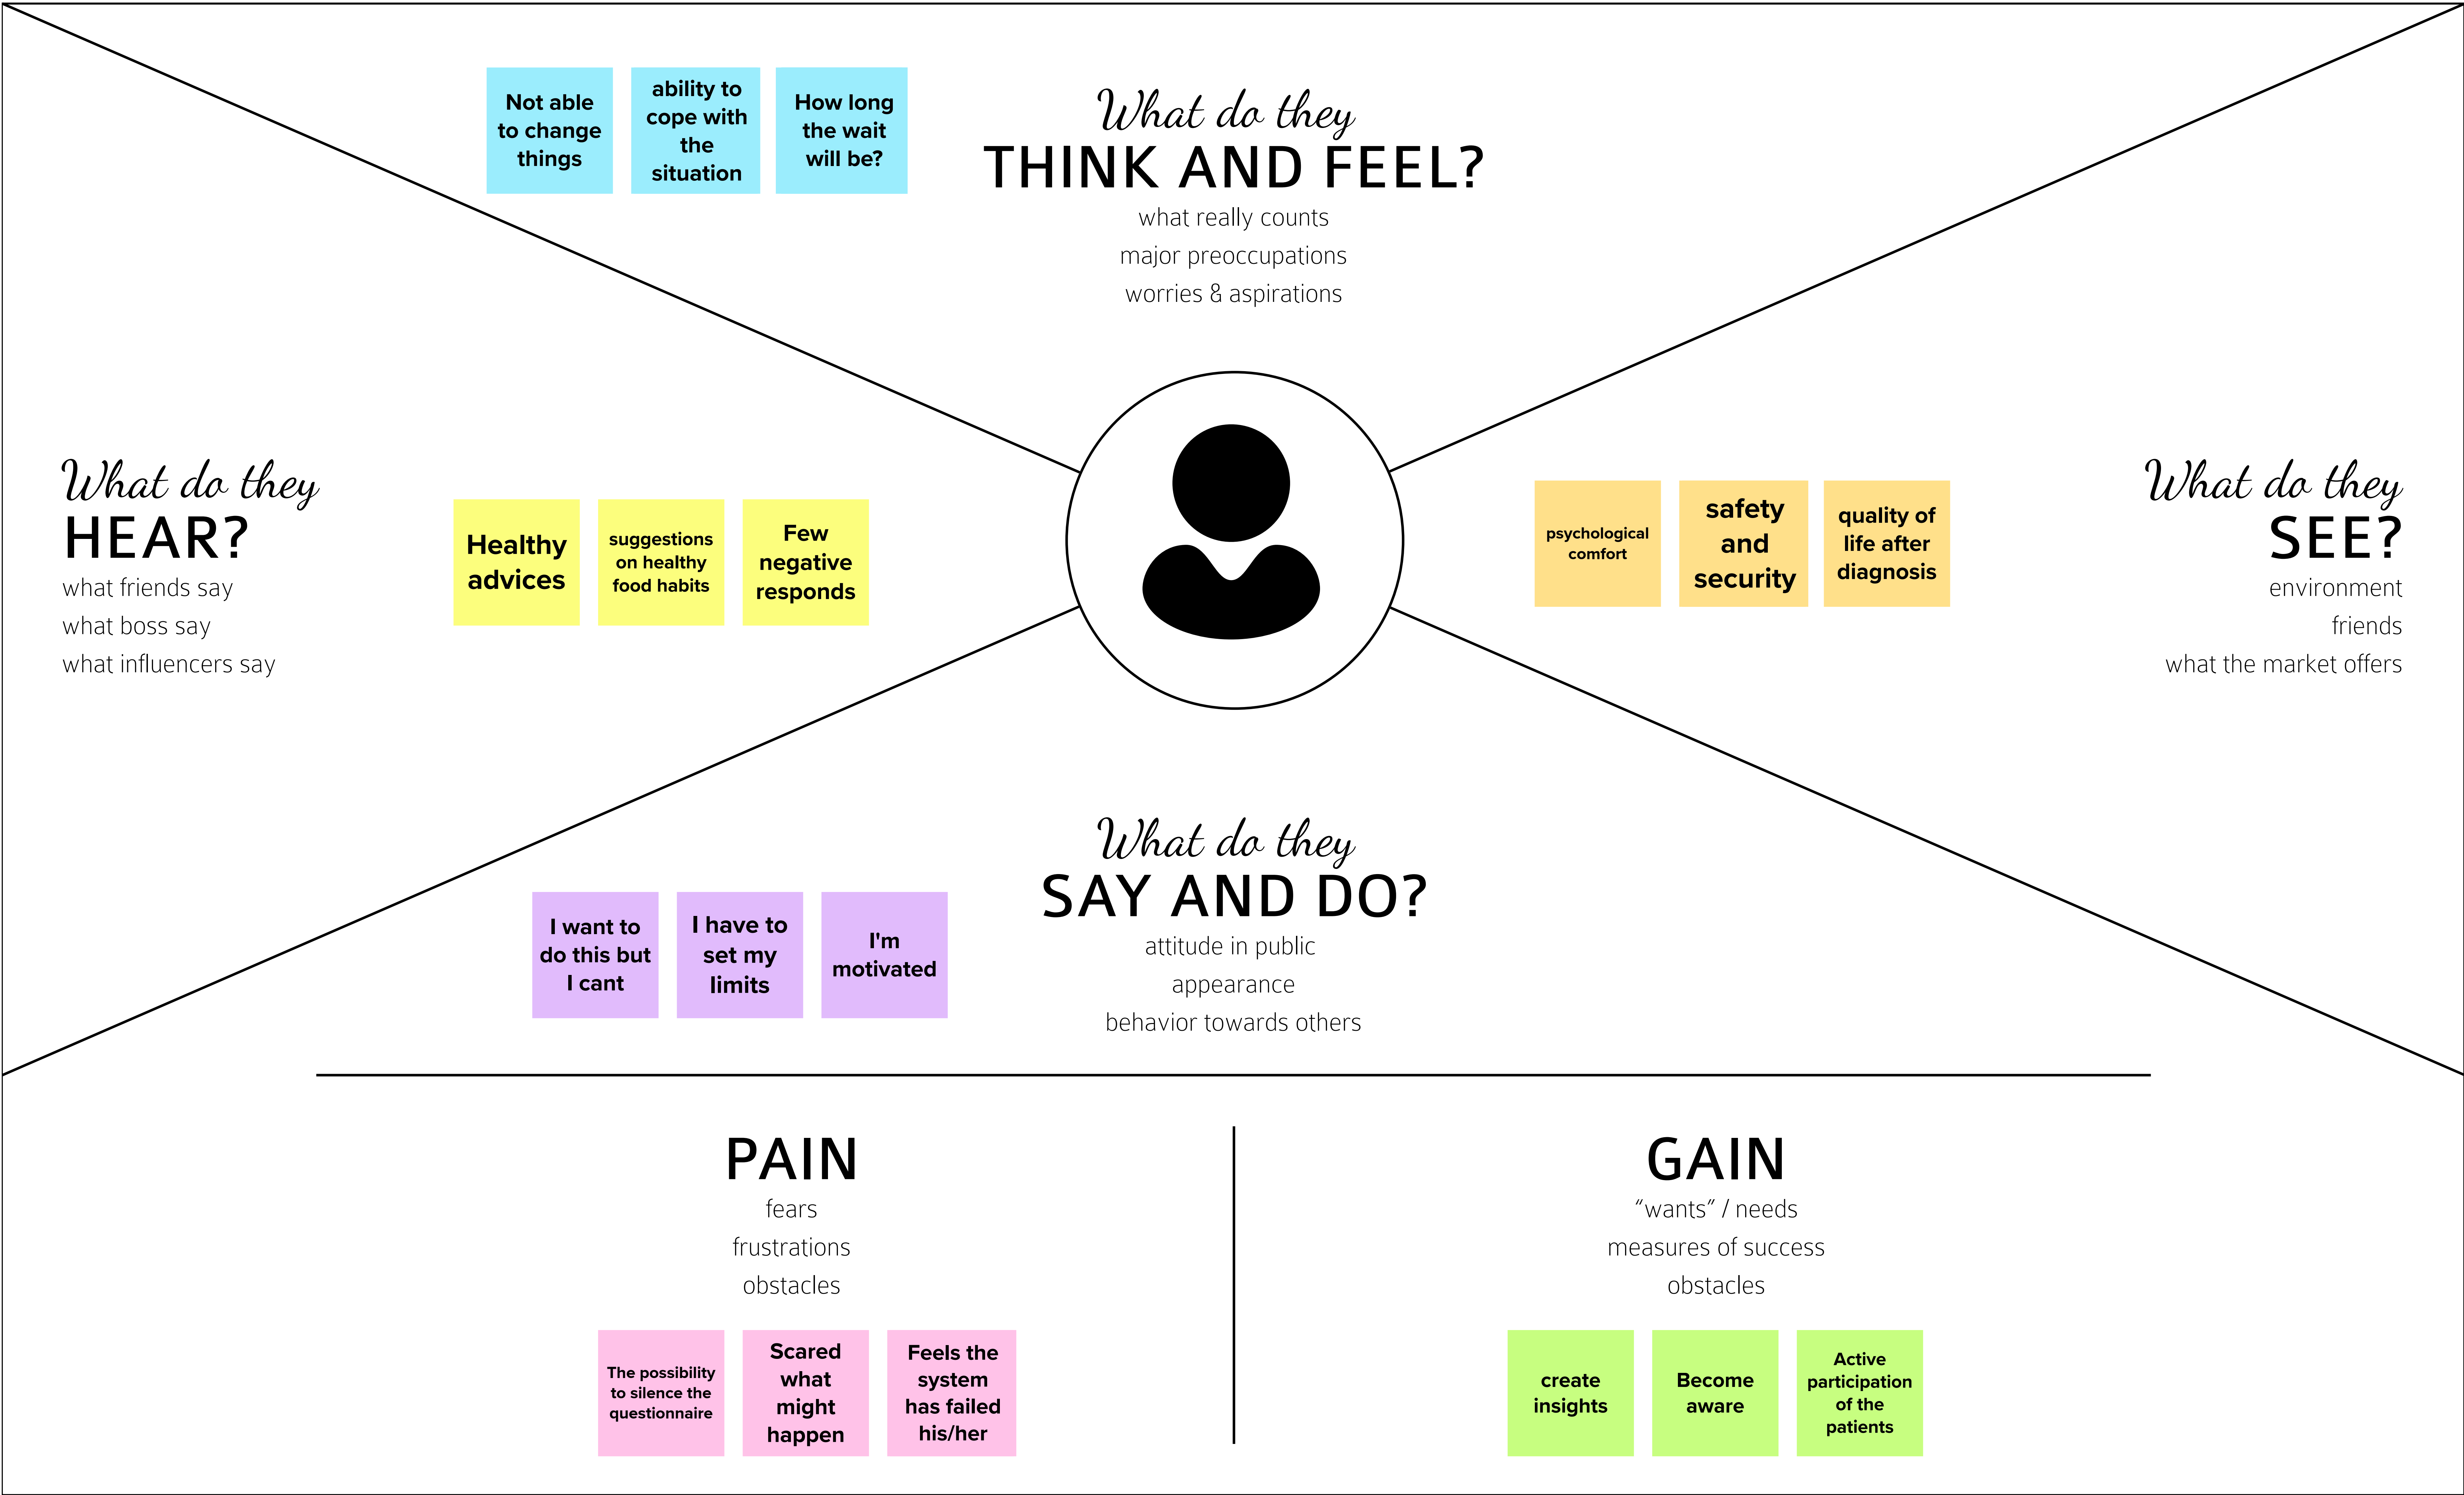 Not able
to change
things
ability to
cope with
the
situation
How long
the wait
will be?
What do they
THINK AND FEEL?
what really counts
major preoccupations
worries & aspirations
What do they
HEAR?
what friends say
what boss say
what influencers say
Healthy
advices
suggestions
on healthy
food habits
Few
negative
responds
psychological
comfort
safety
and
security
quality of
life after
diagnosis
What do they
SEE?
environment
friends
what the market offers
What do they
SAY AND DO?
attitude in public
appearance
behavior towards others
I want to
do this but
I cant
I have to
set my
limits
I'm
motivated
PAIN
fears
frustrations
obstacles
The possibility
to silence the
questionnaire
Scared
what
might
happen
Feels the
system
has failed
his/her
GAIN
“wants” / needs
measures of success
obstacles
create
insights
Become
aware
Active
participation
of the
patients